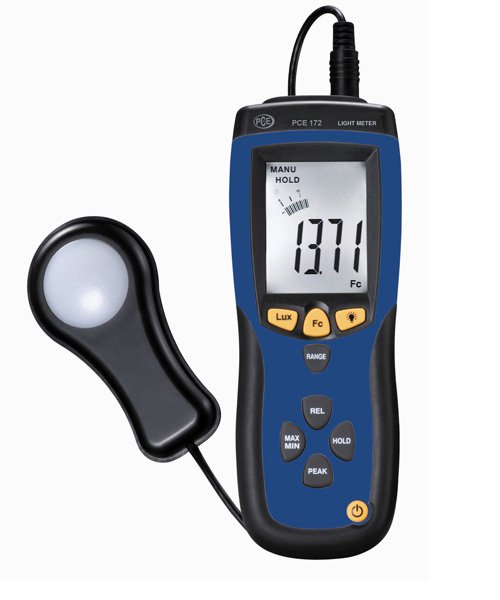 PCE PCE 172 LIGHT METER
MANU
HOLD
13.71
Fc
Lux Fc
RANGE
REL
MAX
MIN
HOLD
PEAK